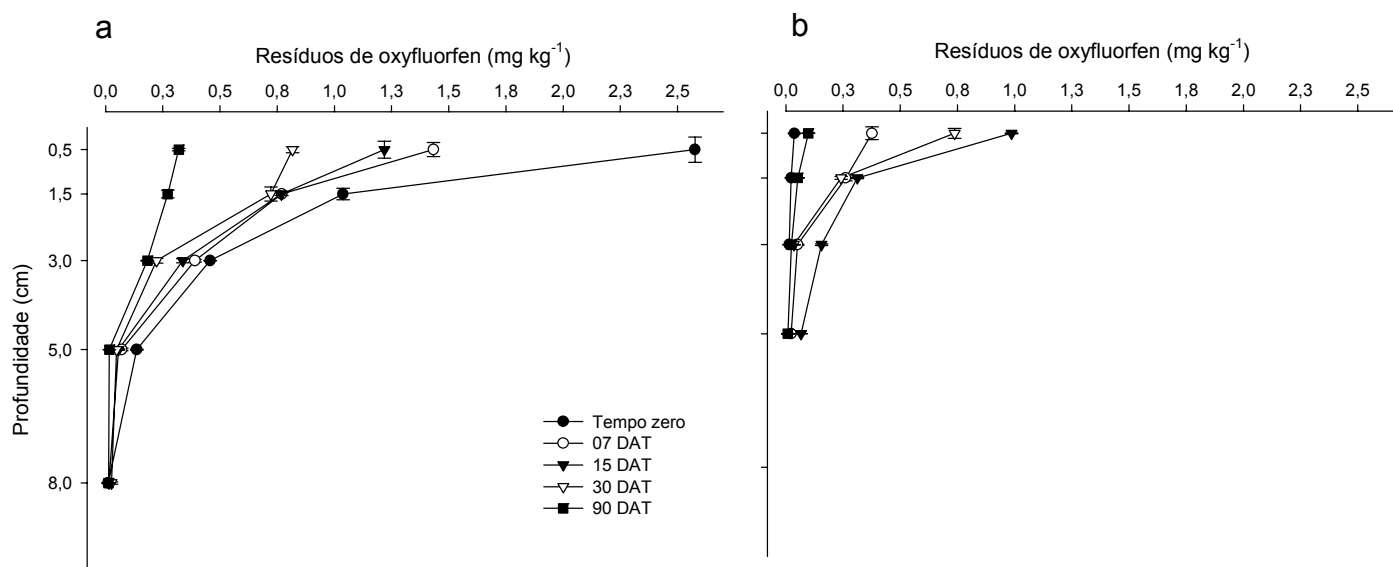 a
Resíduos de oxyfluorfen (mg kg⁻¹)
0,0 0,3 0,5 0,8 1,0 1,3 1,5 1,8 2,0 2,3 2,5
0,5
1,5
3,0
5,0
8,0
Profundidade (cm)
Tempo zero
07 DAT
15 DAT
30 DAT
90 DAT
b
Resíduos de oxyfluorfen (mg kg⁻¹)
0,0 0,3 0,5 0,8 1,0 1,3 1,5 1,8 2,0 2,3 2,5